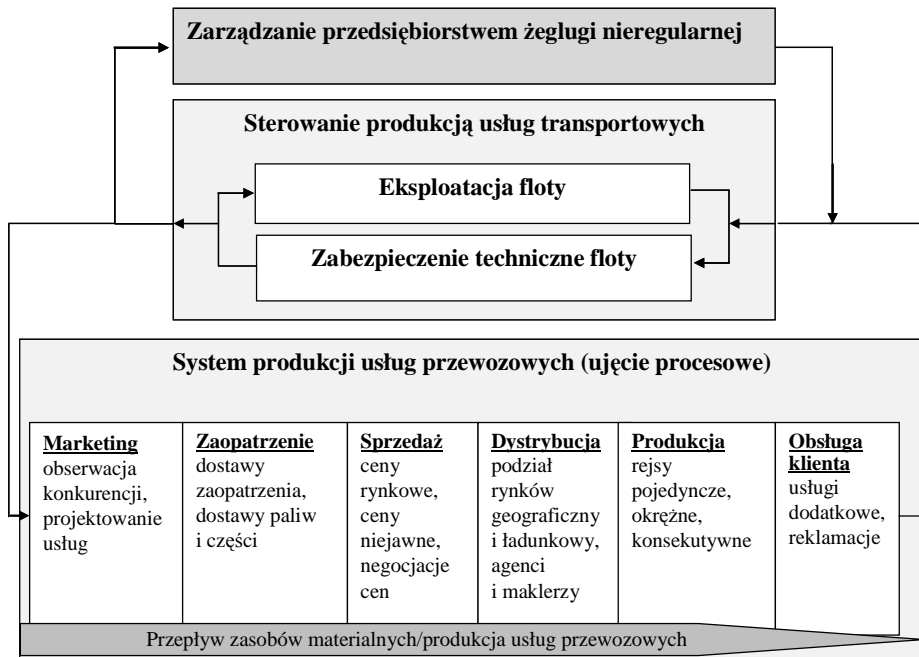 Zarządzanie przedsiębiorstwem żeglugi nieregularnej
Sterowanie produkcją usług transportowych
Eksploatacja floty
Zabezpieczenie techniczne floty
System produkcji usług przewozowych (ujęcie procesowe)
Marketing
obserwacja
konkurencji,
projektowanie
usług
Zaopatrzenie
dostawy
zaopatrzenia,
dostawy paliw
i części
Sprzedaż
ceny
rynkowe,
ceny
niejawne,
negocjacje
cen
Dystrybucja
podział
rynków
geograficzny
i ładunkowy,
agenci
i maklerzy
Produkcja
rejsy
pojedyncze,
okrężne,
konsekutywne
Obsługa
klienta
usługi
dodatkowe,
reklamacje
Przepływ zasobów materialnych/produkcja usług przewozowych